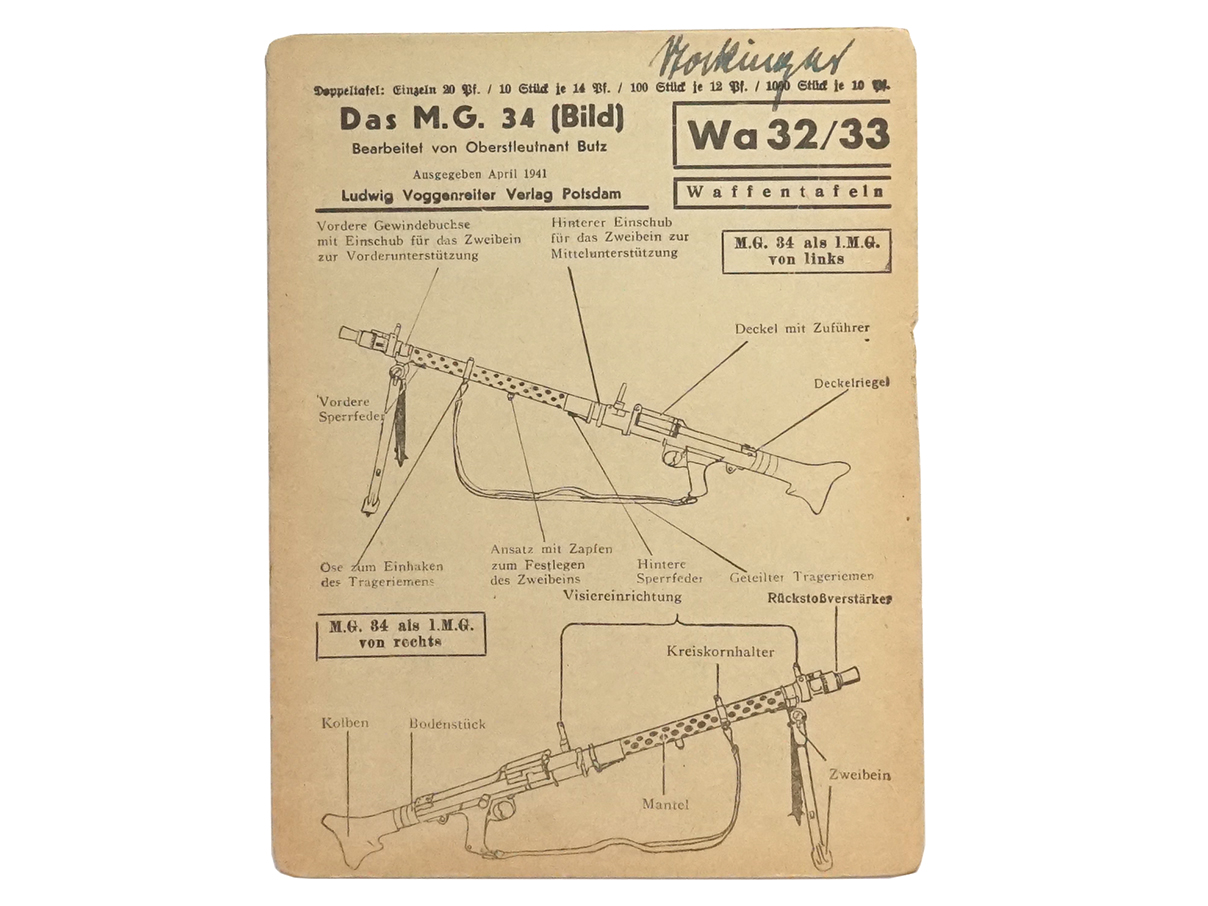 Stockinger
Doppeltafel: Einzeln 20 Pf. / 10 Stück je 14 Pf. / 100 Stück je 12 Pf. / 1000 Stück je 10 Pf.
Das M.G. 34 (Bild)
Bearbeitet von Oberstleutnant Butz
Ausgegeben April 1941
Ludwig Voggenreiter Verlag Potsdam
Wa 32/33
Waffentafeln
Vordere Gewindebuchse
mit Einschub für das Zweibein
zur Vorderunterstützung
Hinterer Einschub
für das Zweibein zur
Mittelunterstützung
M.G. 34 als l.M.G.
von links
Deckel mit Zuführer
Deckelriegel
Vordere
Sperrfeder
Öse zum Einhaken
des Trageriemens
Ansatz mit Zapfen
zum Festlegen
des Zweibeins
Hintere
Sperrfeder
Geteilter Trageriemen
Visiereinrichtung
Rückstoßverstärker
M.G. 34 als l.M.G.
von rechts
Kreiskornhalter
Kolben
Bodenstück
Zweibein
Mantel